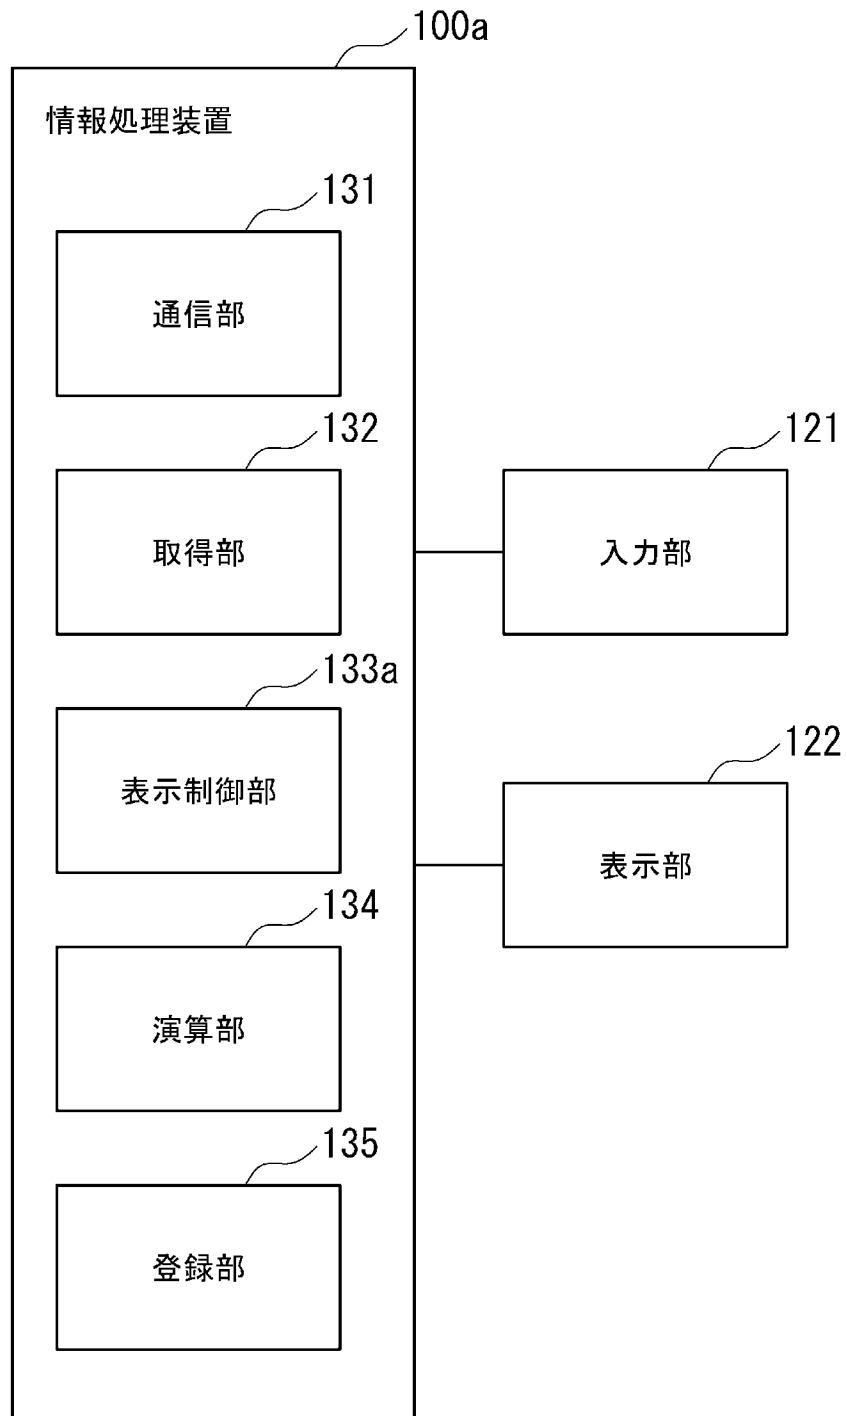 100a
情報処理装置
131
通信部
132
取得部
121
入力部
133a
表示制御部
122
表示部
134
演算部
135
登録部